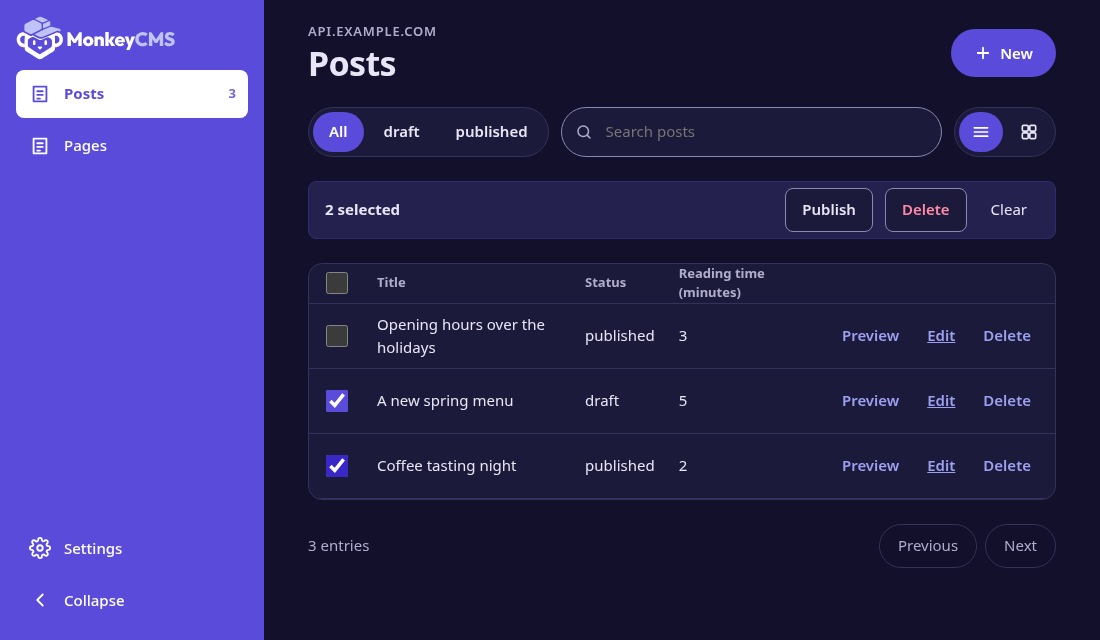 MonkeyCMS
Posts 3
Pages
Settings
Collapse
API.EXAMPLE.COM
Posts
New
All draft published
Search posts
2 selected
Publish Delete Clear
Title Status Reading time
(minutes)
Opening hours over the
holidays
published 3 Preview Edit Delete
A new spring menu draft 5 Preview Edit Delete
Coffee tasting night published 2 Preview Edit Delete
3 entries
Previous Next